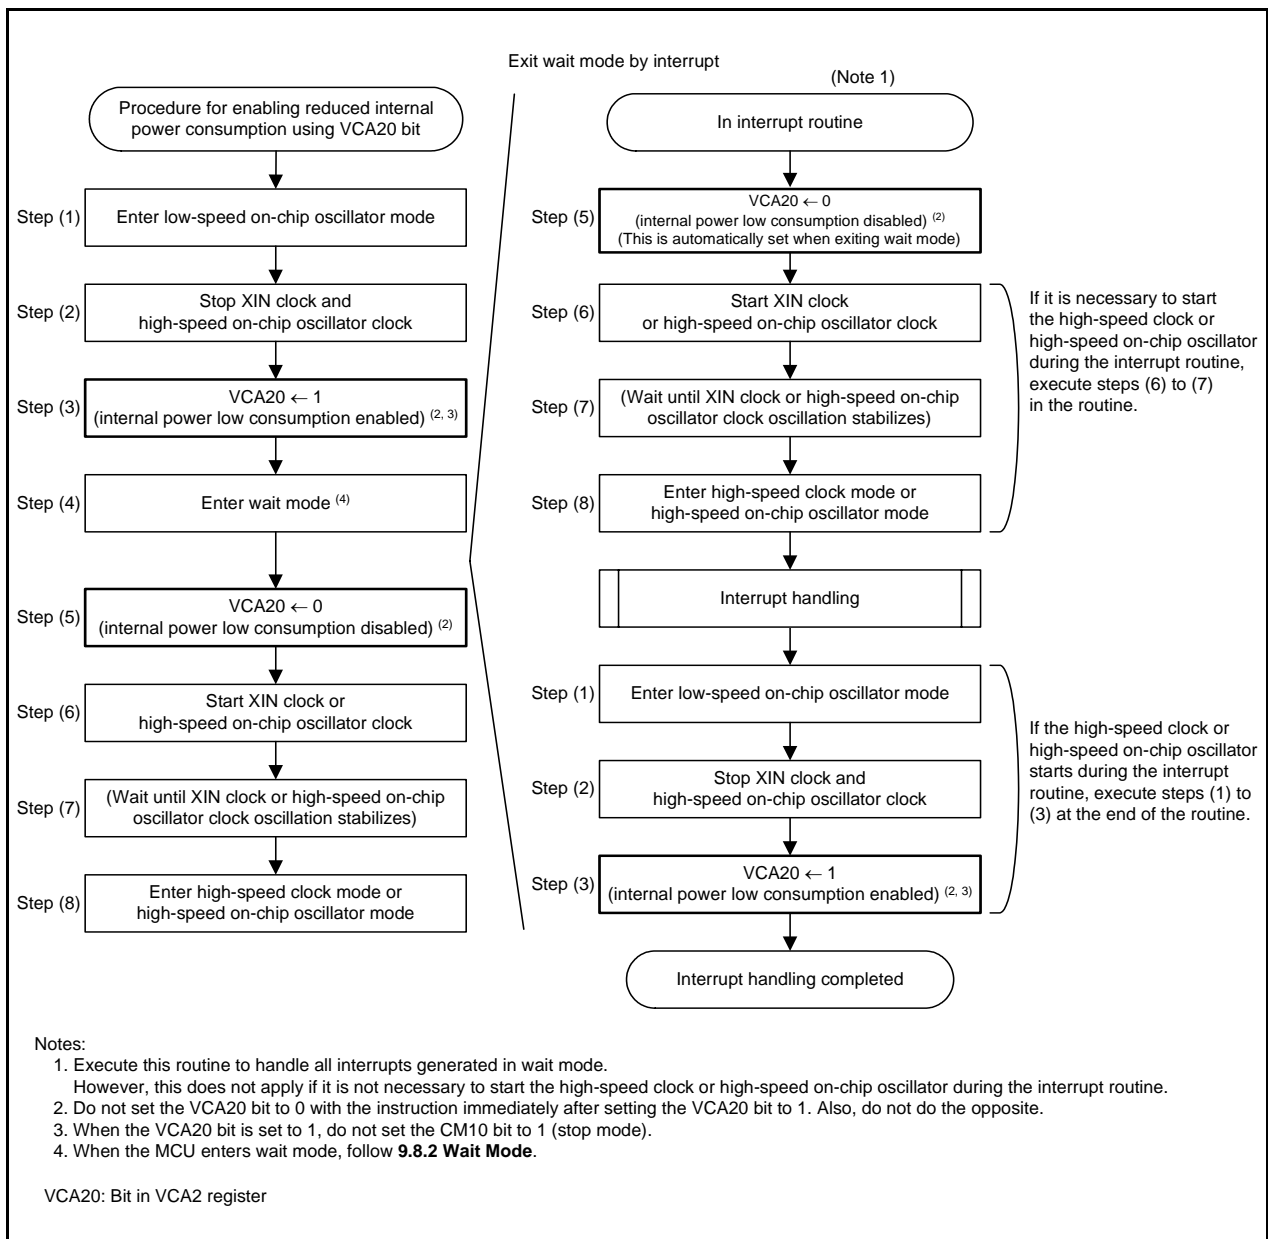 Exit wait mode by interrupt
(Note 1)
Procedure for enabling reduced internal
power consumption using VCA20 bit
Step (1)
Enter low-speed on-chip oscillator mode
Step (2)
Stop XIN clock and
high-speed on-chip oscillator clock
Step (3)
VCA20 ← 1
(internal power low consumption enabled) (2, 3)
Step (4)
Enter wait mode (4)
Step (5)
VCA20 ← 0
(internal power low consumption disabled) (2)
Step (6)
Start XIN clock or
high-speed on-chip oscillator clock
Step (7)
(Wait until XIN clock or high-speed on-chip
oscillator clock oscillation stabilizes)
Step (8)
Enter high-speed clock mode or
high-speed on-chip oscillator mode
In interrupt routine
Step (5)
VCA20 ← 0
(internal power low consumption disabled) (2)
(This is automatically set when exiting wait mode)
Step (6)
Start XIN clock
or high-speed on-chip oscillator clock
Step (7)
(Wait until XIN clock or high-speed on-chip
oscillator clock oscillation stabilizes)
Step (8)
Enter high-speed clock mode or
high-speed on-chip oscillator mode
If it is necessary to start
the high-speed clock or
high-speed on-chip oscillator
during the interrupt routine,
execute steps (6) to (7)
in the routine.
Interrupt handling
Step (1)
Enter low-speed on-chip oscillator mode
Step (2)
Stop XIN clock and
high-speed on-chip oscillator clock
Step (3)
VCA20 ← 1
(internal power low consumption enabled) (2, 3)
If the high-speed clock or
high-speed on-chip oscillator
starts during the interrupt
routine, execute steps (1) to
(3) at the end of the routine.
Interrupt handling completed
Notes:
1. Execute this routine to handle all interrupts generated in wait mode.
However, this does not apply if it is not necessary to start the high-speed clock or high-speed on-chip oscillator during the interrupt routine.
2. Do not set the VCA20 bit to 0 with the instruction immediately after setting the VCA20 bit to 1. Also, do not do the opposite.
3. When the VCA20 bit is set to 1, do not set the CM10 bit to 1 (stop mode).
4. When the MCU enters wait mode, follow 9.8.2 Wait Mode.
VCA20: Bit in VCA2 register